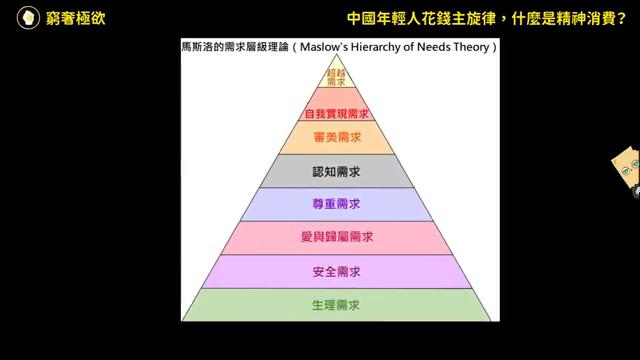 窮奢極欲
中國年輕人花錢主旋律，什麼是精神消費？
馬斯洛的需求層級理論（Maslow's Hierarchy of Needs Theory）
超越
需求
自我實現需求
審美需求
認知需求
尊重需求
愛與歸屬需求
安全需求
生理需求